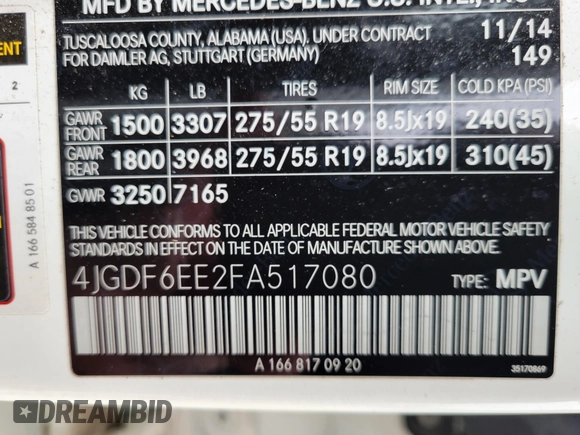 MFD BY MERCEDES-BENZ U.S. INTL, INC
TUSCALOOSA COUNTY, ALABAMA (USA), UNDER CONTRACT 11/14
FOR DAIMLER AG, STUTTGART (GERMANY) 149
KG LB TIRES RIM SIZE COLD KPA (PSI)
GAWR FRONT 1500 3307 275/55 R19 8.5Jx19 240(35)
GAWR REAR 1800 3968 275/55 R19 8.5Jx19 310(45)
GVWR 3250 7165
THIS VEHICLE CONFORMS TO ALL APPLICABLE FEDERAL MOTOR VEHICLE SAFETY
STANDARDS IN EFFECT ON THE DATE OF MANUFACTURE SHOWN ABOVE.
4JGDF6EE2FA517080 TYPE: MPV
A 166 817 09 20
35170869
2
A 166 584 85 01
DREAMBID